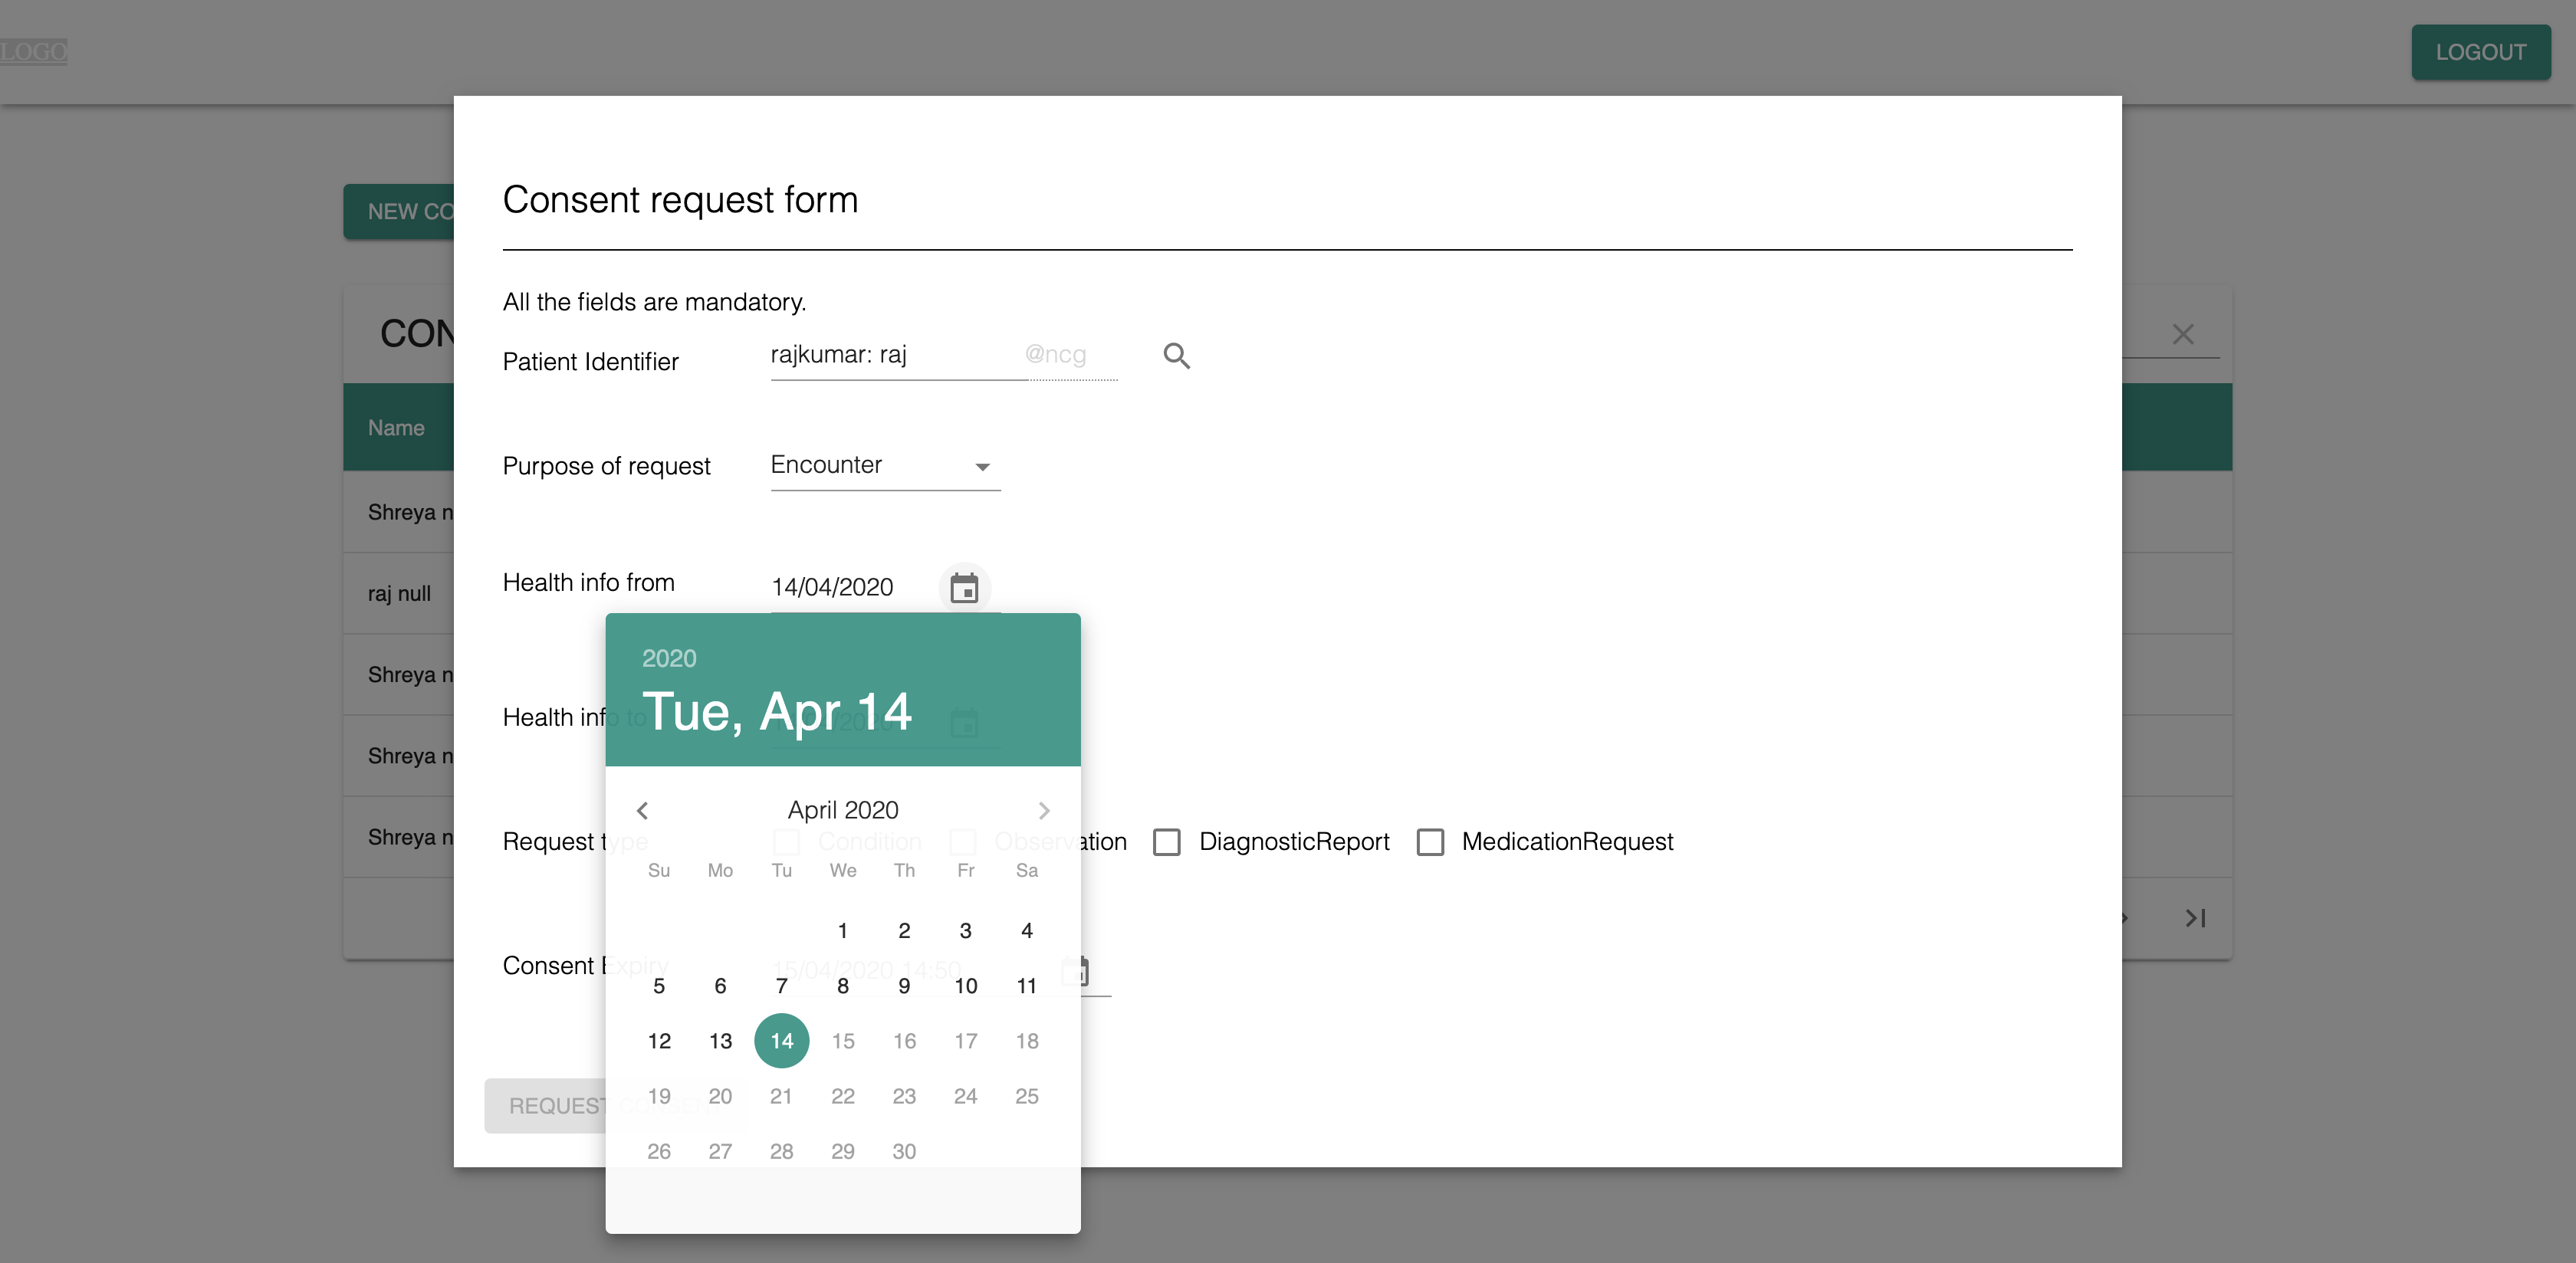 LOGO
LOGOUT
NEW CO
Consent request form
All the fields are mandatory.
CON
Patient Identifier rajkumar: raj @ncg
Name
Purpose of request Encounter
Shreya n
Health info from 14/04/2020
raj null
2020
Shreya n
Health info to
Tue, Apr 14
Shreya n
April 2020
Shreya n
Request type Condition Observation DiagnosticReport MedicationRequest
Su Mo Tu We Th Fr Sa
1 2 3 4
Consent Expiry 15/04/2020 14:50
5 6 7 8 9 10 11
12 13 14 15 16 17 18
19 20 21 22 23 24 25
REQUEST
26 27 28 29 30